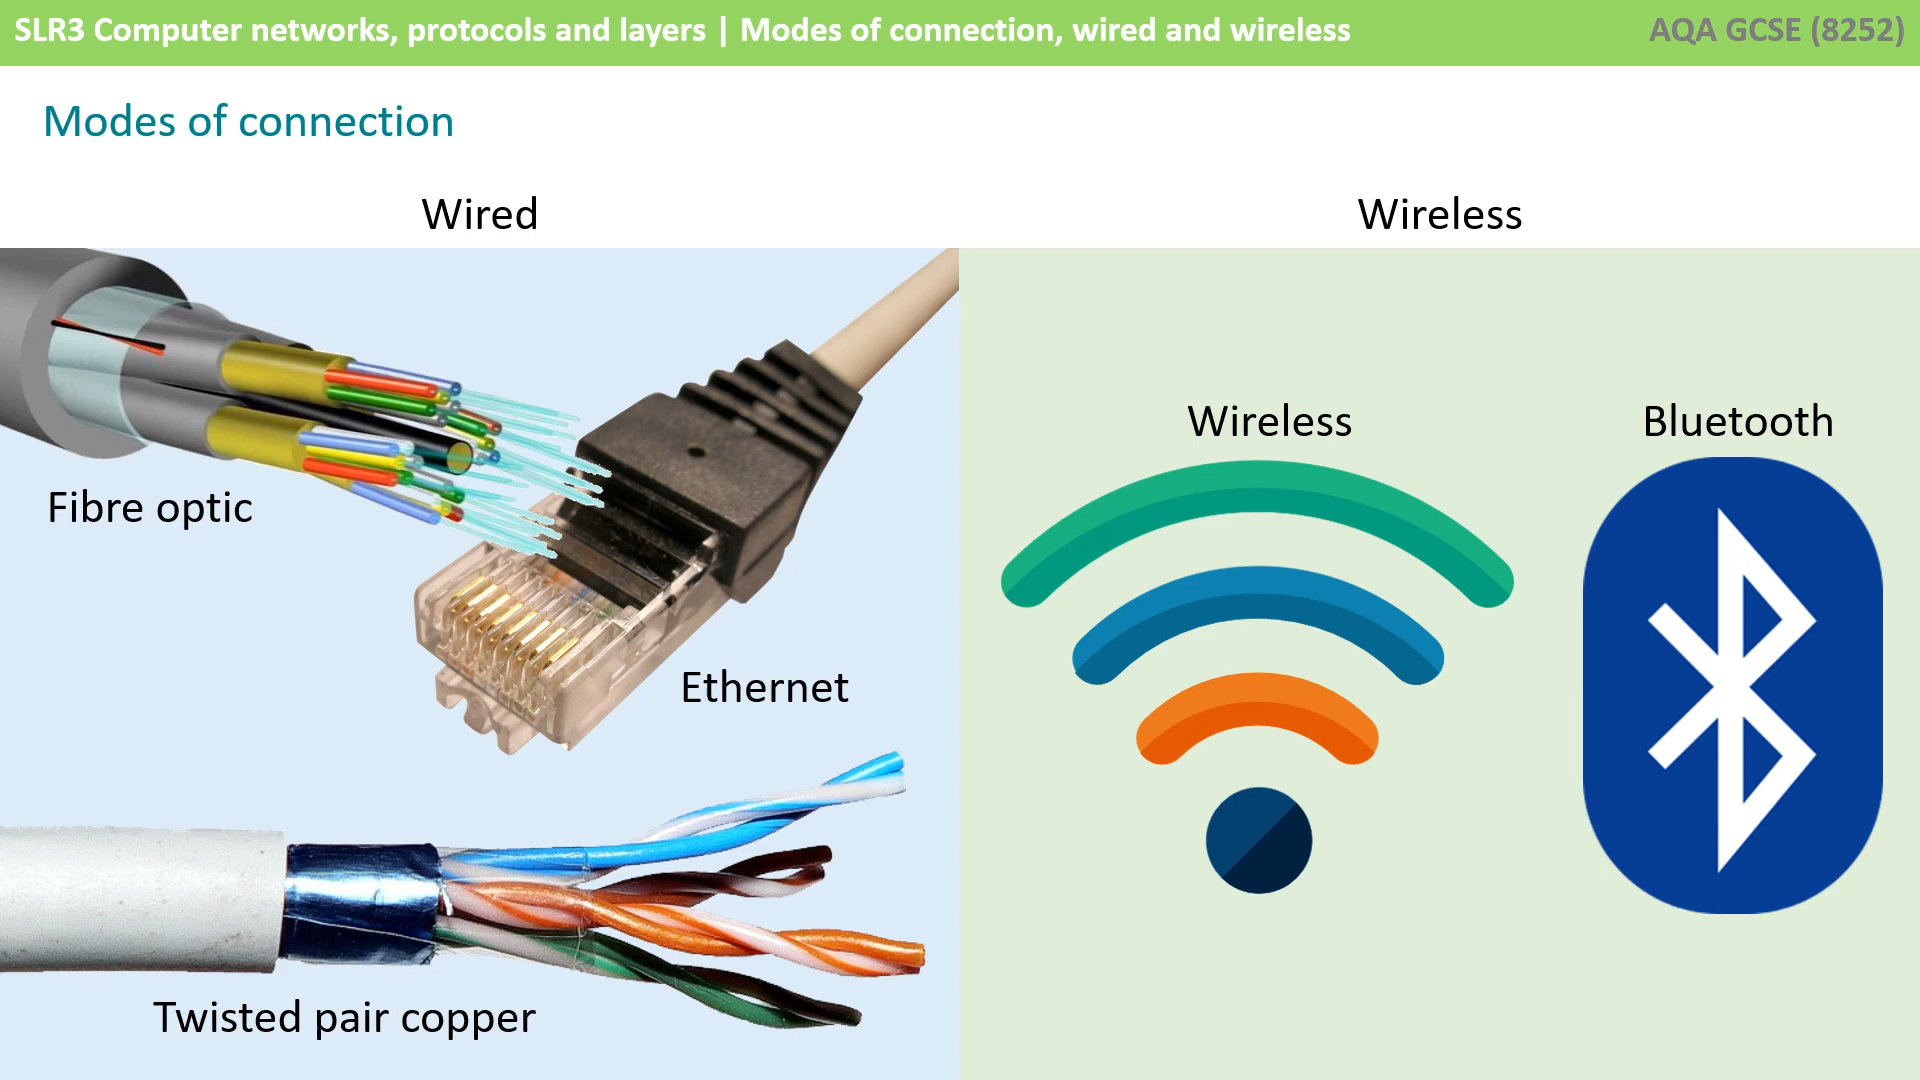 SLR3 Computer networks, protocols and layers | Modes of connection, wired and wireless
AQA GCSE (8252)
Modes of connection
Wired
Fibre optic
Ethernet
Twisted pair copper
Wireless
Wireless
Bluetooth